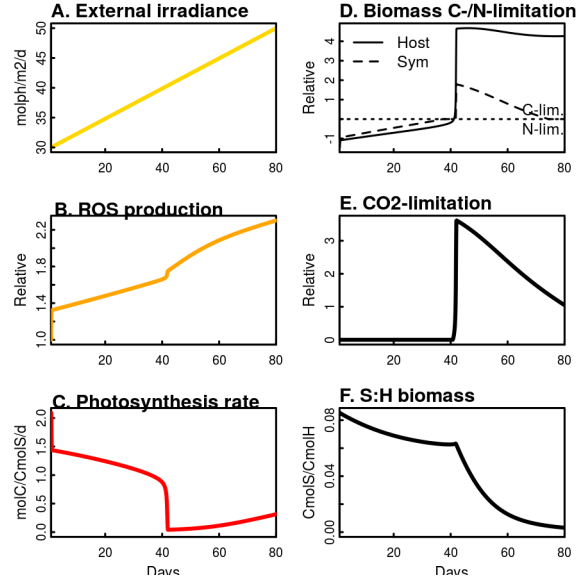 A. External irradiance
molph/m2/d
30 35 40 45 50
20 40 60 80
B. ROS production
Relative
1.0 1.4 1.8 2.2
20 40 60 80
C. Photosynthesis rate
molC/CmolS/d
0.0 0.5 1.0 1.5 2.0
20 40 60 80
Days
D. Biomass C-/N-limitation
Relative
-1 1 2 4
Host
Sym
C-lim.
N-lim.
20 40 60 80
E. CO2-limitation
Relative
0 1 2 3
20 40 60 80
F. S:H biomass
CmolS/CmolH
0.00 0.04 0.08
20 40 60 80
Days